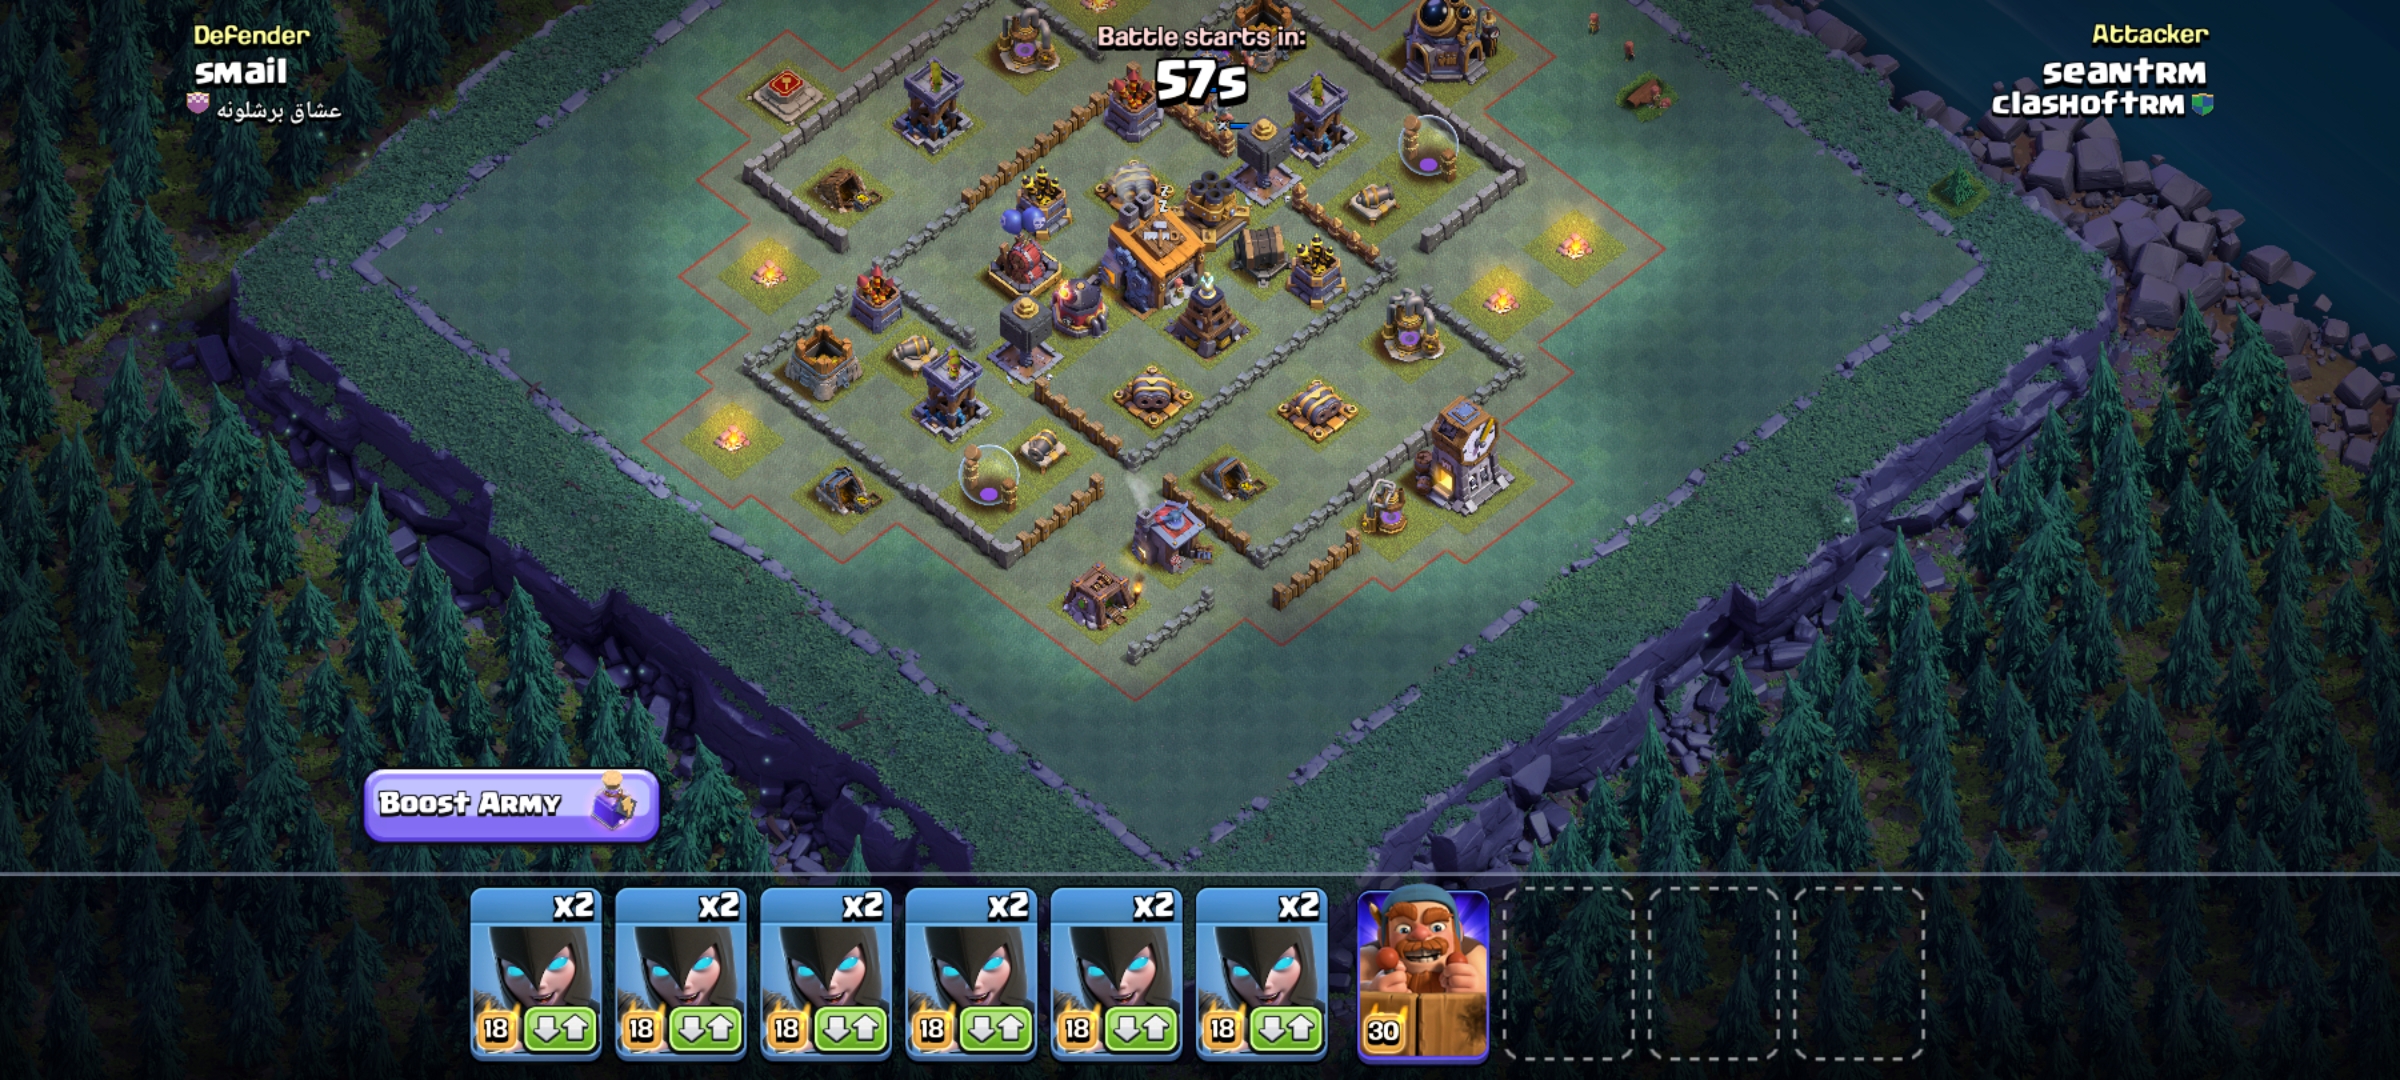 Defender
smail
عشاق برشلونه
Battle starts in:
57s
Attacker
seantRM
clashoftRM
Boost Army
x2
x2
x2
x2
x2
x2
18
18
18
18
18
18
30